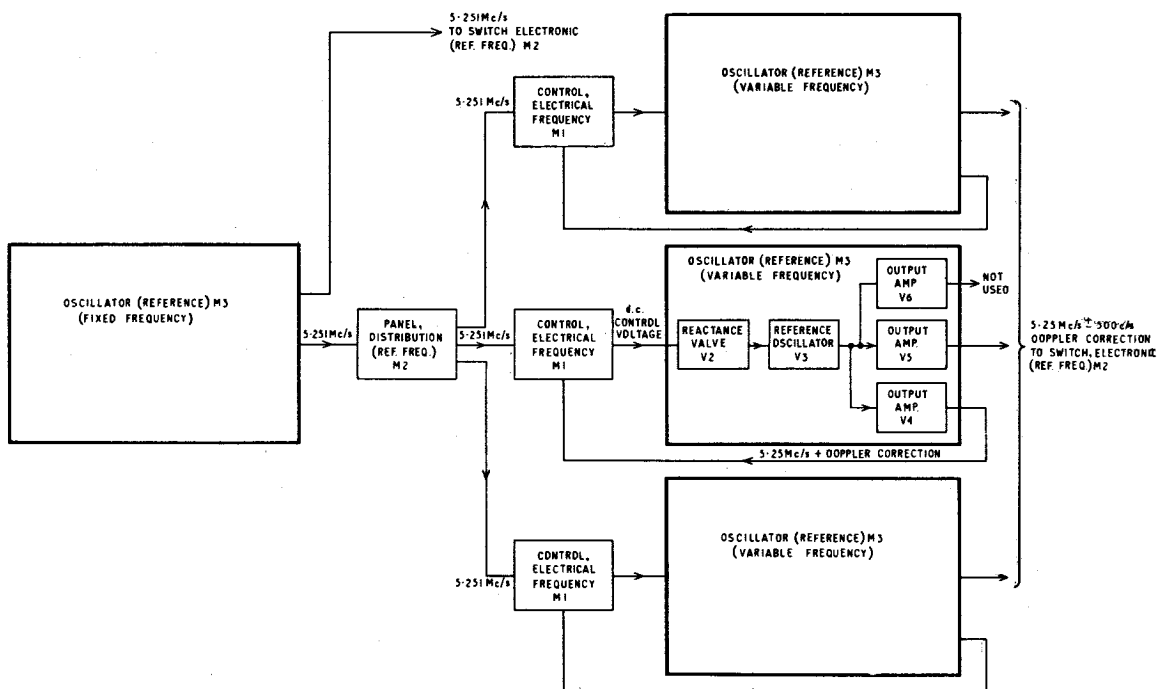 5·251Mc/s
TO SWITCH ELECTRONIC
(REF. FREQ.) M2
OSCILLATOR (REFERENCE) M3
(VARIABLE FREQUENCY)
5·251Mc/s
CONTROL,
ELECTRICAL
FREQUENCY
M1
OSCILLATOR (REFERENCE) M3
(FIXED FREQUENCY)
5·251Mc/s
PANEL,
DISTRIBUTION
(REF. FREQ.)
M2
5·251Mc/s
CONTROL,
ELECTRICAL
FREQUENCY
M1
d.c.
CONTROL
VOLTAGE
OSCILLATOR (REFERENCE) M3
(VARIABLE FREQUENCY)
REACTANCE
VALVE
V2
REFERENCE
OSCILLATOR
V3
OUTPUT
AMP
V6
NOT
USED
OUTPUT
AMP.
V5
OUTPUT
AMP.
V4
5·25Mc/s + DOPPLER CORRECTION
5·25Mc/s ± 500c/s
DOPPLER CORRECTION
TO SWITCH, ELECTRONIC
(REF. FREQ.) M2
5·251Mc/s
CONTROL,
ELECTRICAL
FREQUENCY
M1
OSCILLATOR (REFERENCE) M3
(VARIABLE FREQUENCY)